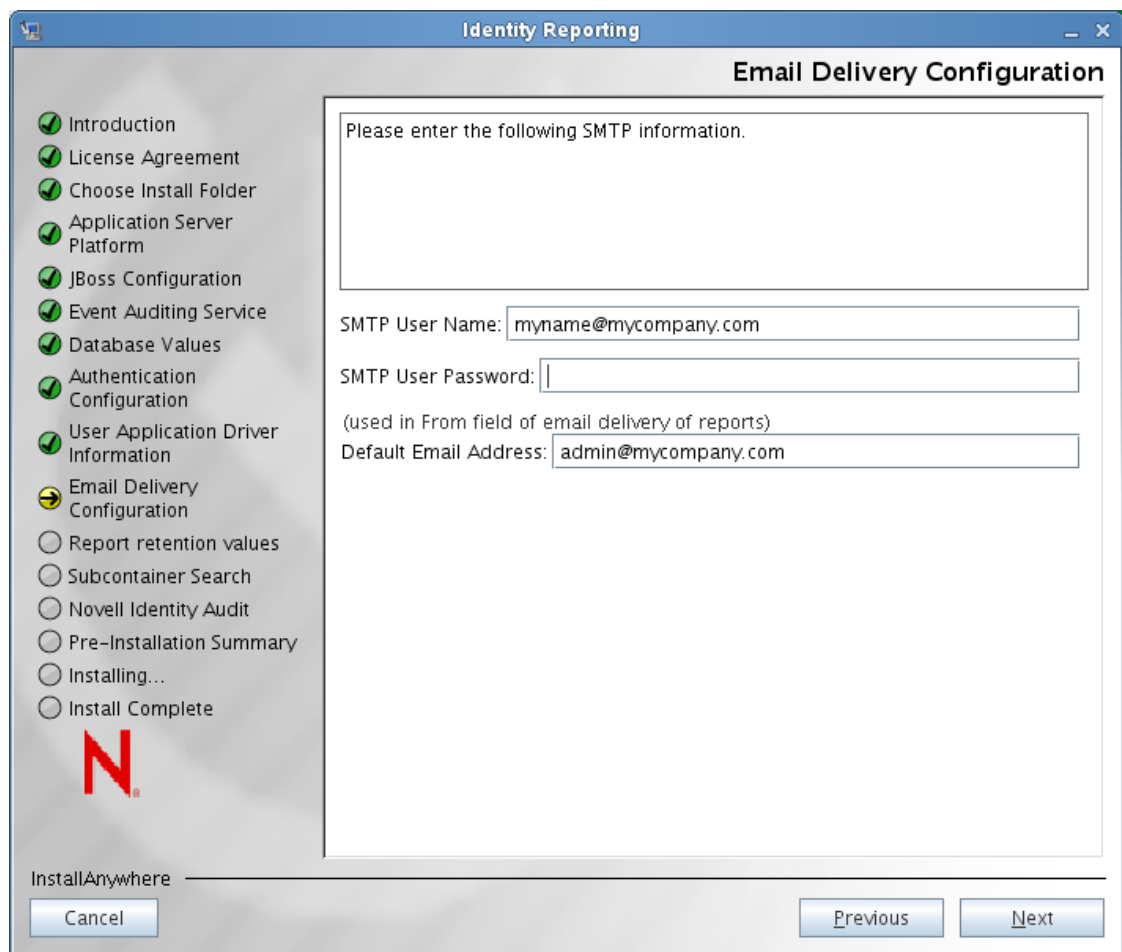 Identity Reporting
Email Delivery Configuration
Introduction
License Agreement
Choose Install Folder
Application Server
Platform
JBoss Configuration
Event Auditing Service
Database Values
Authentication
Configuration
User Application Driver
Information
Email Delivery
Configuration
Report retention values
Subcontainer Search
Novell Identity Audit
Pre-Installation Summary
Installing...
Install Complete
N
Please enter the following SMTP information.
SMTP User Name: myname@mycompany.com
SMTP User Password:
(used in From field of email delivery of reports)
Default Email Address: admin@mycompany.com
InstallAnywhere
Cancel
Previous
Next